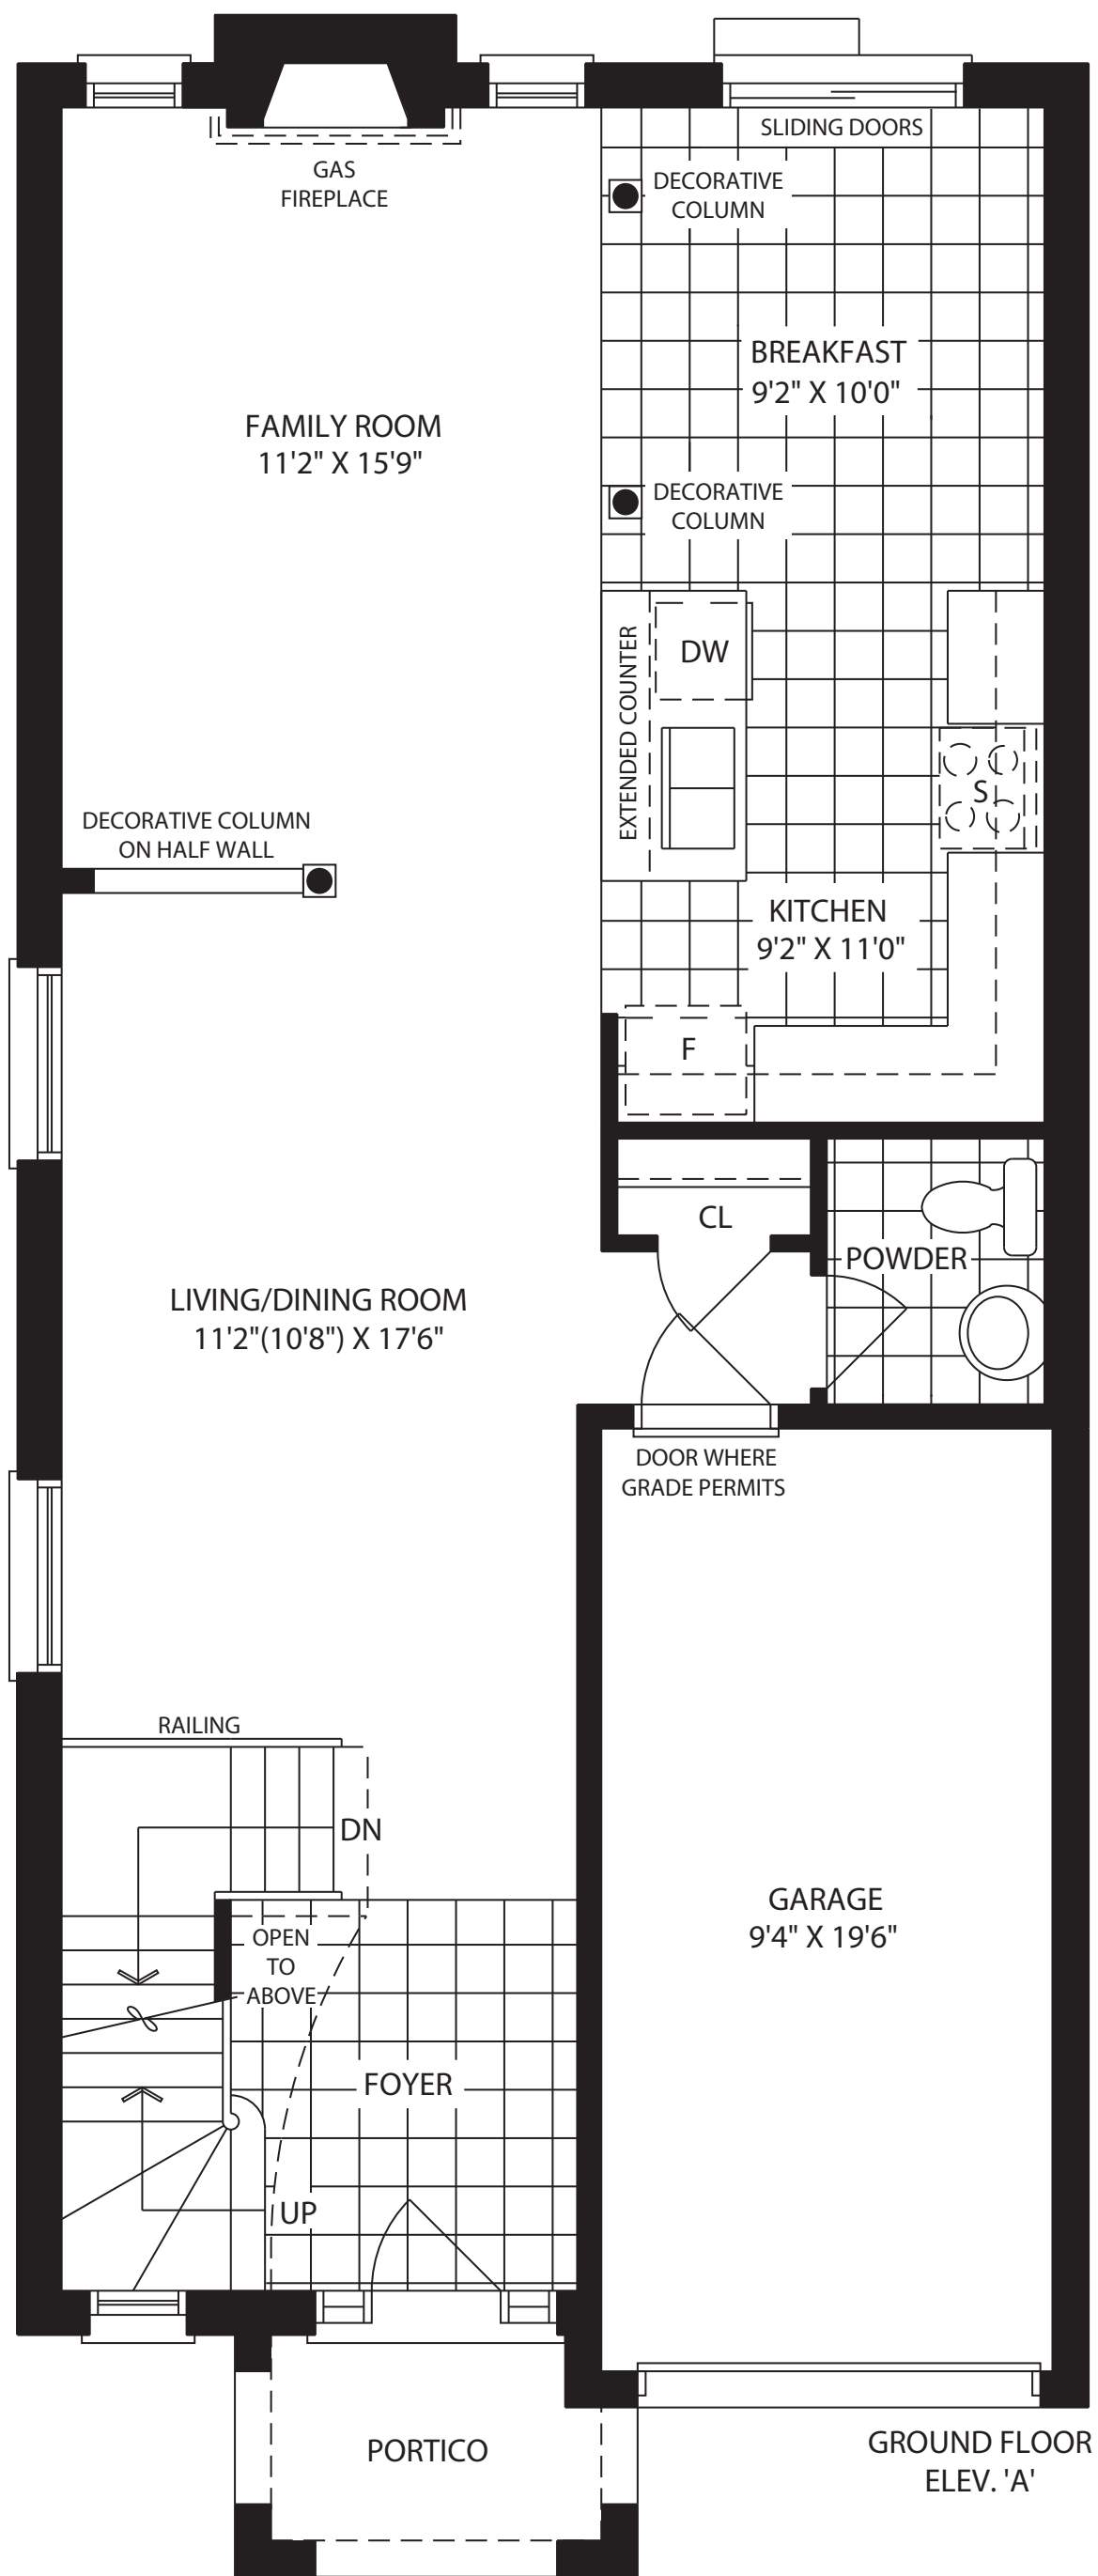 SLIDING DOORS
GAS
FIREPLACE
DECORATIVE
COLUMN
BREAKFAST
9'2" X 10'0"
FAMILY ROOM
11'2" X 15'9"
DECORATIVE
COLUMN
EXTENDED COUNTER
DW
S
DECORATIVE COLUMN
ON HALF WALL
KITCHEN
9'2" X 11'0"
F
CL
POWDER
LIVING/DINING ROOM
11'2"(10'8") X 17'6"
DOOR WHERE
GRADE PERMITS
RAILING
DN
GARAGE
9'4" X 19'6"
OPEN
TO
ABOVE
FOYER
UP
PORTICO
GROUND FLOOR
ELEV. 'A'